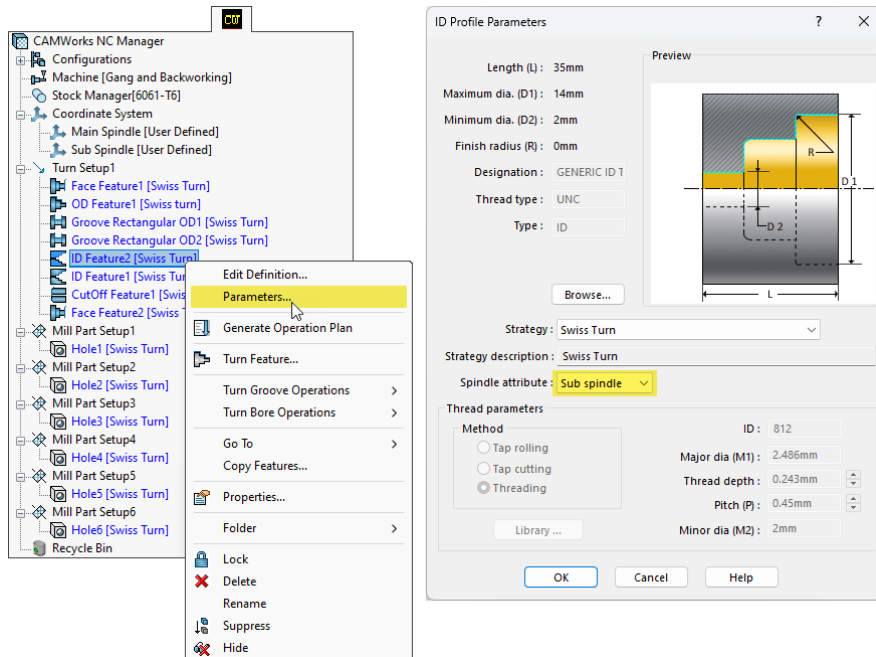 CW
CAMWorks NC Manager
Configurations
Machine [Gang and Backworking]
Stock Manager[6061-T6]
Coordinate System
Main Spindle [User Defined]
Sub Spindle [User Defined]
Turn Setup1
Face Feature1 [Swiss Turn]
OD Feature1 [Swiss turn]
Groove Rectangular OD1 [Swiss Turn]
Groove Rectangular OD2 [Swiss Turn]
ID Feature2 [Swiss Turn]
ID Feature1 [Swiss Tur
CutOff Feature1 [Swis
Face Feature2 [Swiss
Mill Part Setup1
Hole1 [Swiss Turn]
Mill Part Setup2
Hole2 [Swiss Turn]
Mill Part Setup3
Hole3 [Swiss Turn]
Mill Part Setup4
Hole4 [Swiss Turn]
Mill Part Setup5
Hole5 [Swiss Turn]
Mill Part Setup6
Hole6 [Swiss Turn]
Recycle Bin
Edit Definition...
Parameters...
Generate Operation Plan
Turn Feature...
Turn Groove Operations
Turn Bore Operations
Go To
Copy Features...
Properties...
Folder
Lock
Delete
Rename
Suppress
Hide
ID Profile Parameters
Length (L) : 35mm
Maximum dia. (D1) : 14mm
Minimum dia. (D2) : 2mm
Finish radius (R) : 0mm
Designation : GENERIC ID T
Thread type : UNC
Type : ID
Browse...
Preview
R
D 1
D 2
L
Strategy : Swiss Turn
Strategy description : Swiss Turn
Spindle attribute : Sub spindle
Thread parameters
Method
Tap rolling
Tap cutting
Threading
Library ...
ID : 812
Major dia (M1) : 2.486mm
Thread depth : 0.243mm
Pitch (P) : 0.45mm
Minor dia (M2) : 2mm
OK Cancel Help